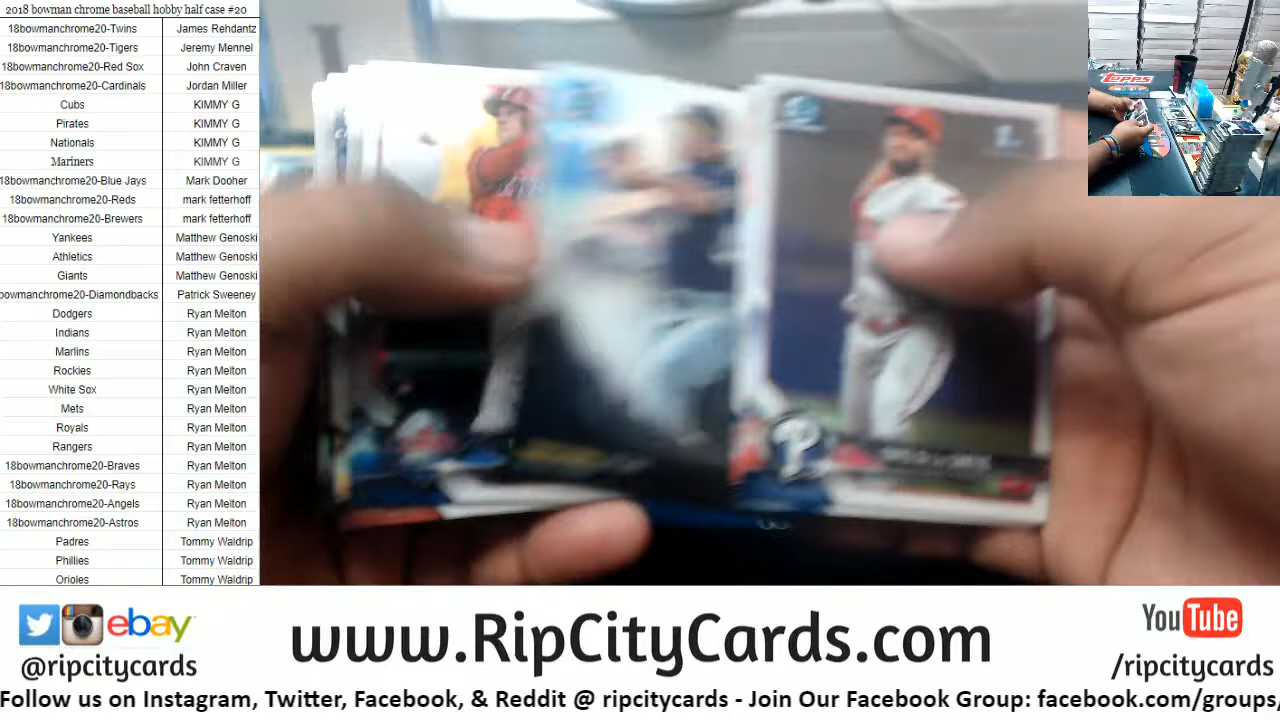 2018 bowman chrome baseball hobby half case #20
18bowmanchrome20-Twins James Rehdantz
18bowmanchrome20-Tigers Jeremy Mennel
18bowmanchrome20-Red Sox John Craven
18bowmanchrome20-Cardinals Jordan Miller
Cubs KIMMY G
Pirates KIMMY G
Nationals KIMMY G
Mariners KIMMY G
18bowmanchrome20-Blue Jays Mark Dooher
18bowmanchrome20-Reds mark fetterhoff
18bowmanchrome20-Brewers mark fetterhoff
Yankees Matthew Genoski
Athletics Matthew Genoski
Giants Matthew Genoski
bowmanchrome20-Diamondbacks Patrick Sweeney
Dodgers Ryan Melton
Indians Ryan Melton
Marlins Ryan Melton
Rockies Ryan Melton
White Sox Ryan Melton
Mets Ryan Melton
Royals Ryan Melton
Rangers Ryan Melton
18bowmanchrome20-Braves Ryan Melton
18bowmanchrome20-Rays Ryan Melton
18bowmanchrome20-Angels Ryan Melton
18bowmanchrome20-Astros Ryan Melton
Padres Tommy Waldrip
Phillies Tommy Waldrip
Orioles Tommy Waldrip
Topps
P
ebay
@ripcitycards
www.RipCityCards.com
YouTube
/ripcitycards
Follow us on Instagram, Twitter, Facebook, & Reddit @ ripcitycards - Join Our Facebook Group: facebook.com/groups/